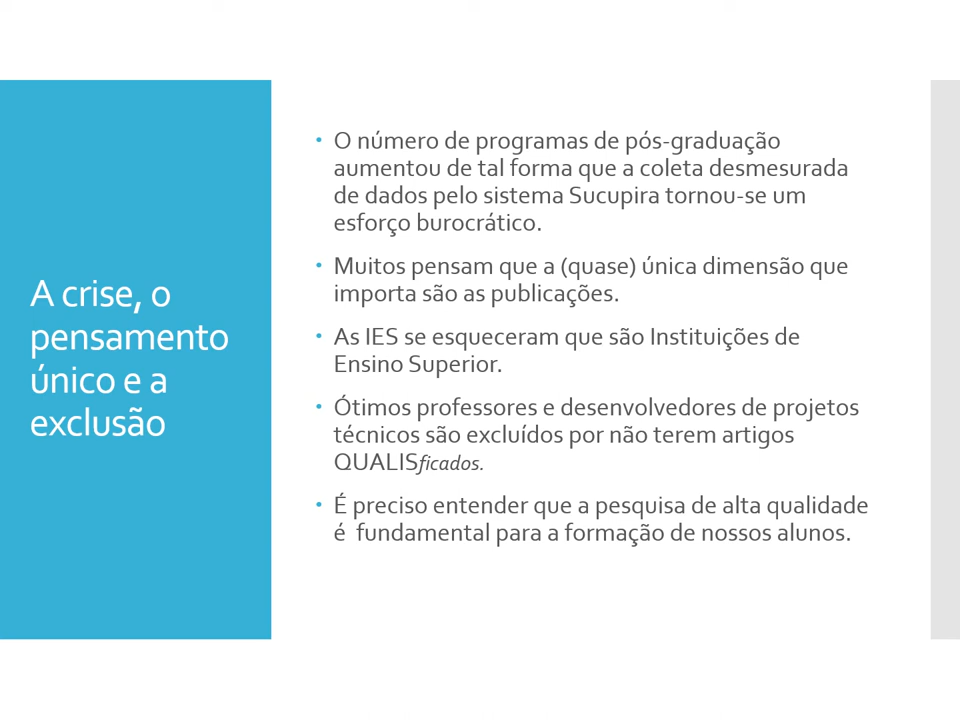 A crise, o
pensamento
único e a
exclusão
• O número de programas de pós-graduação
aumentou de tal forma que a coleta desmesurada
de dados pelo sistema Sucupira tornou-se um
esforço burocrático.
• Muitos pensam que a (quase) única dimensão que
importa são as publicações.
• As IES se esqueceram que são Instituições de
Ensino Superior.
• Ótimos professores e desenvolvedores de projetos
técnicos são excluídos por não terem artigos
QUALISficados.
• É preciso entender que a pesquisa de alta qualidade
é  fundamental para a formação de nossos alunos.